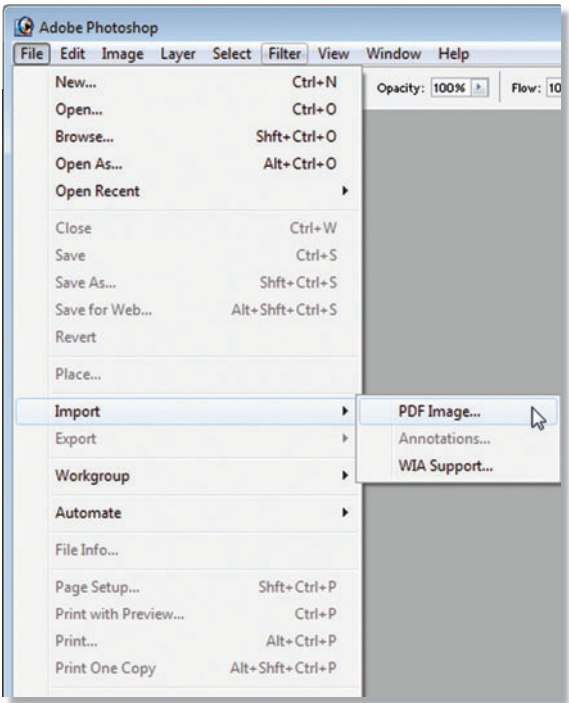 Adobe Photoshop
File Edit Image Layer Select Filter View Window Help
New... Ctrl+N
Opacity: 100% Flow: 10
Open... Ctrl+O
Browse... Shft+Ctrl+O
Open As... Alt+Ctrl+O
Open Recent
Close Ctrl+W
Save Ctrl+S
Save As... Shft+Ctrl+S
Save for Web... Alt+Shft+Ctrl+S
Revert
Place...
Import
PDF Image...
Export
Annotations...
Workgroup
WIA Support...
Automate
File Info...
Page Setup... Shft+Ctrl+P
Print with Preview... Ctrl+P
Print... Alt+Ctrl+P
Print One Copy Alt+Shft+Ctrl+P